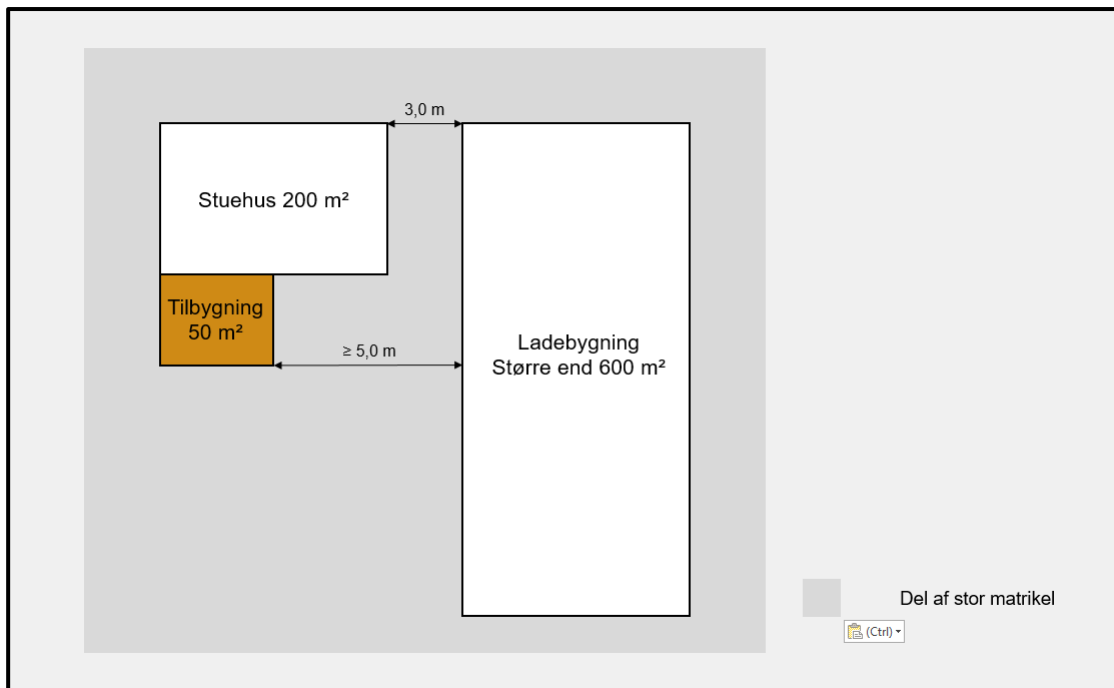 3,0 m
Stuehus 200 m²
Tilbygning
50 m²
≥ 5,0 m
Ladebygning
Større end 600 m²
Del af stor matrikel
(Ctrl)